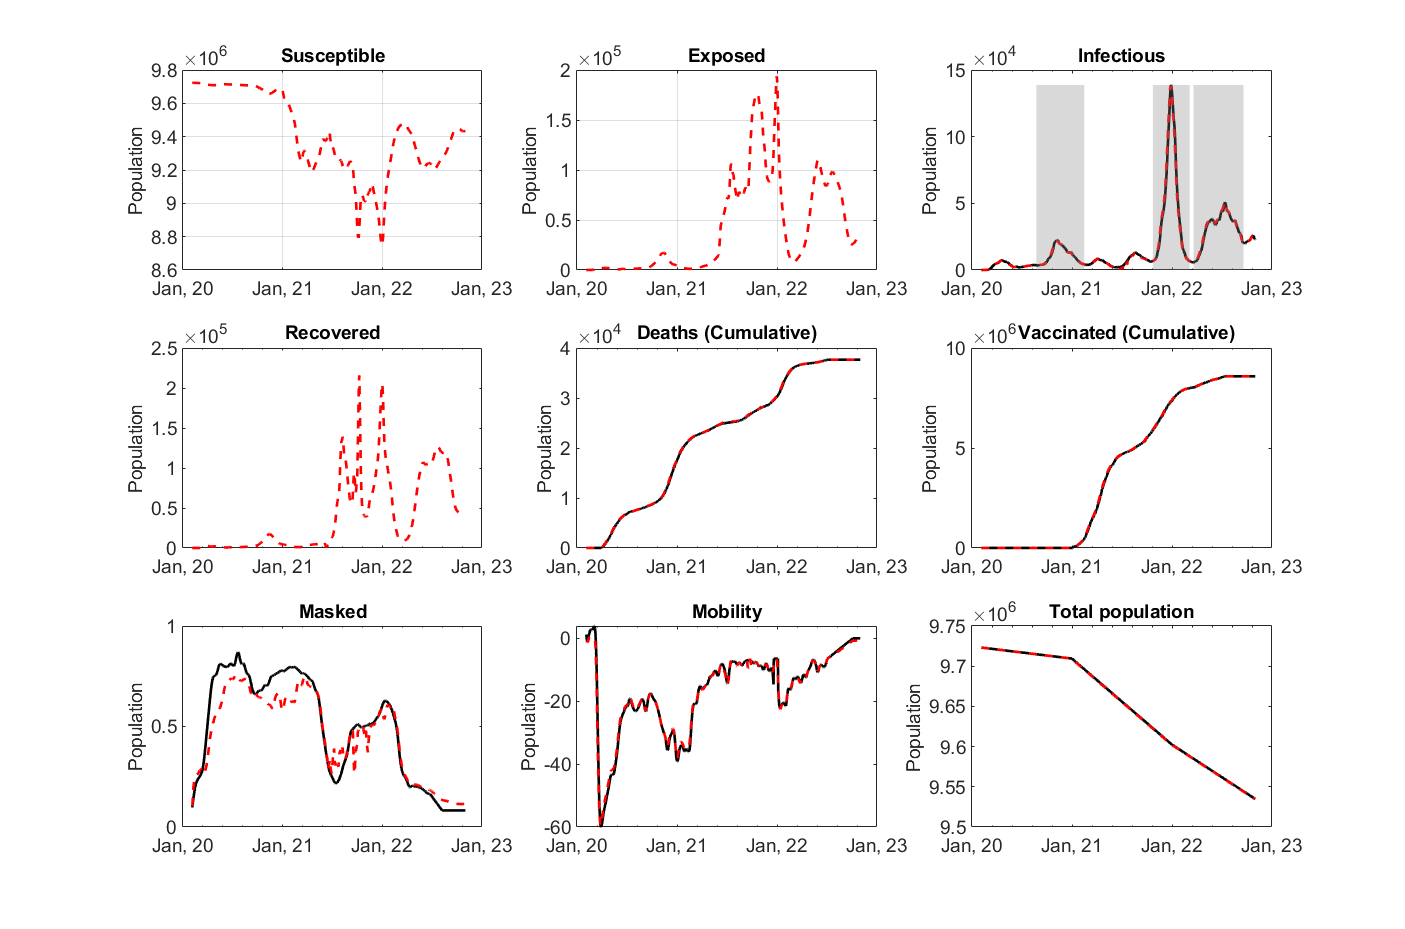 Susceptible
×10^6
9.8
9.6
9.4
9.2
9
8.8
8.6
Population
Jan, 20 Jan, 21 Jan, 22 Jan, 23
Exposed
×10^5
2
1.5
1
0.5
0
Population
Jan, 20 Jan, 21 Jan, 22 Jan, 23
Infectious
×10^4
15
10
5
0
Population
Jan, 20 Jan, 21 Jan, 22 Jan, 23
Recovered
×10^5
2.5
2
1.5
1
0.5
0
Population
Jan, 20 Jan, 21 Jan, 22 Jan, 23
Deaths (Cumulative)
×10^4
4
3
2
1
0
Population
Jan, 20 Jan, 21 Jan, 22 Jan, 23
Vaccinated (Cumulative)
×10^6
10
5
0
Population
Jan, 20 Jan, 21 Jan, 22 Jan, 23
Masked
1
0.5
0
Population
Jan, 20 Jan, 21 Jan, 22 Jan, 23
Mobility
0
-20
-40
-60
Population
Jan, 20 Jan, 21 Jan, 22 Jan, 23
Total population
×10^6
9.75
9.7
9.65
9.6
9.55
9.5
Population
Jan, 20 Jan, 21 Jan, 22 Jan, 23